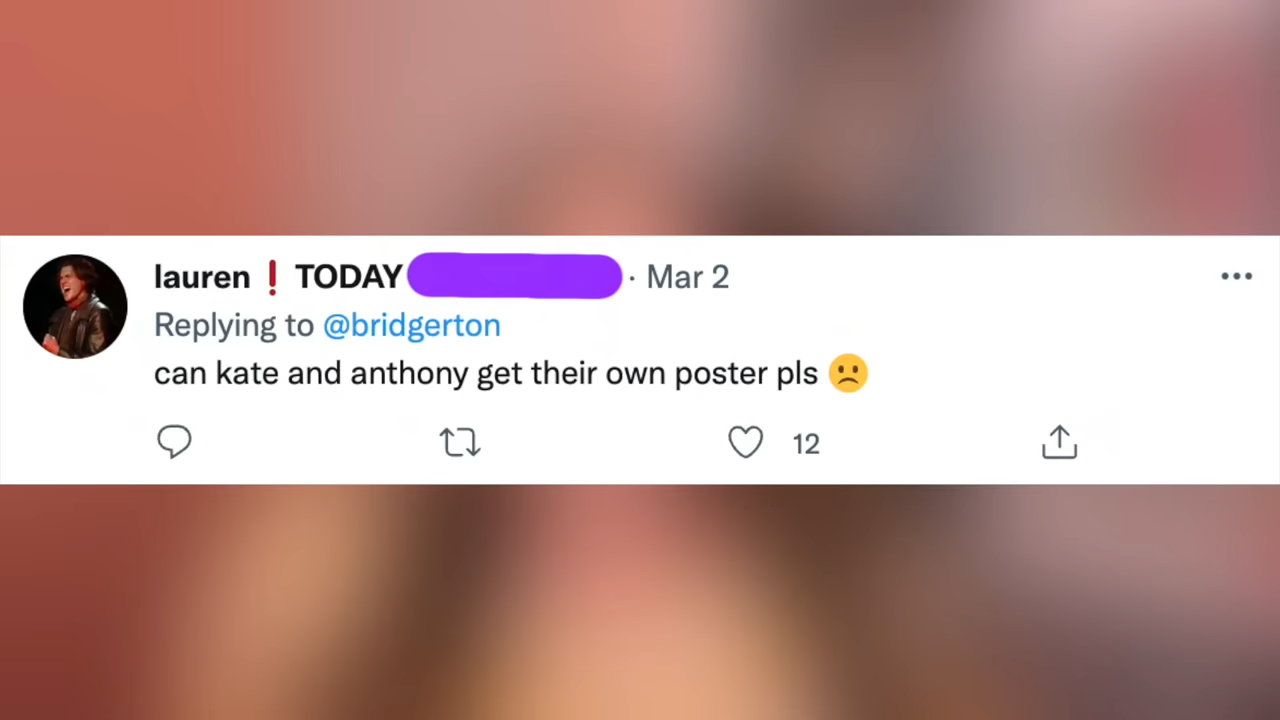 lauren❗TODAY · Mar 2
Replying to @bridgerton
can kate and anthony get their own poster pls 🙁
12